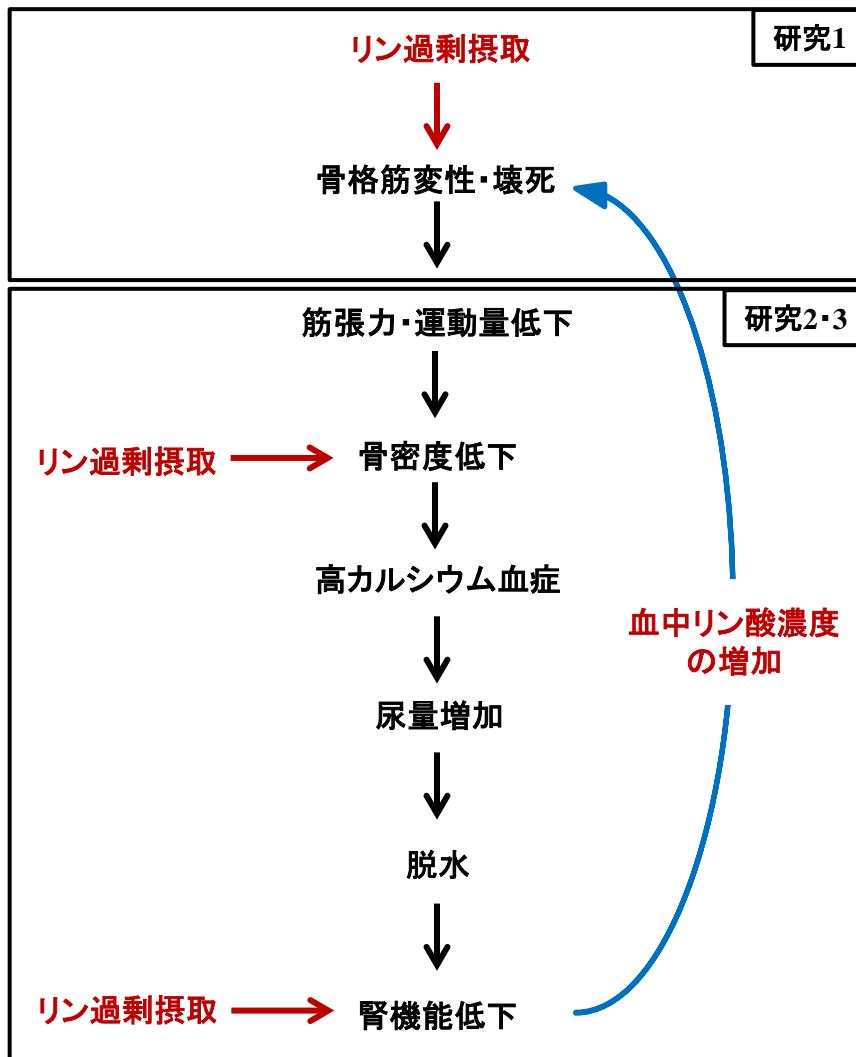 研究1
リン過剰摂取
骨格筋変性・壊死
研究2・3
筋張力・運動量低下
リン過剰摂取
骨密度低下
高カルシウム血症
血中リン酸濃度
の増加
尿量増加
脱水
リン過剰摂取
腎機能低下